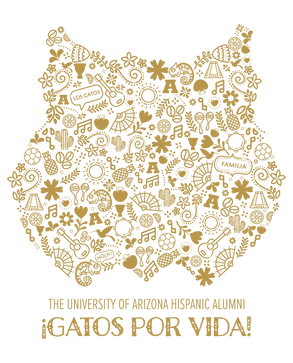 LOS GATOS
A
FAMILIA
A
A
A
¡HOLA!
THE UNIVERSITY OF ARIZONA HISPANIC ALUMNI
¡GATOS POR VIDA!